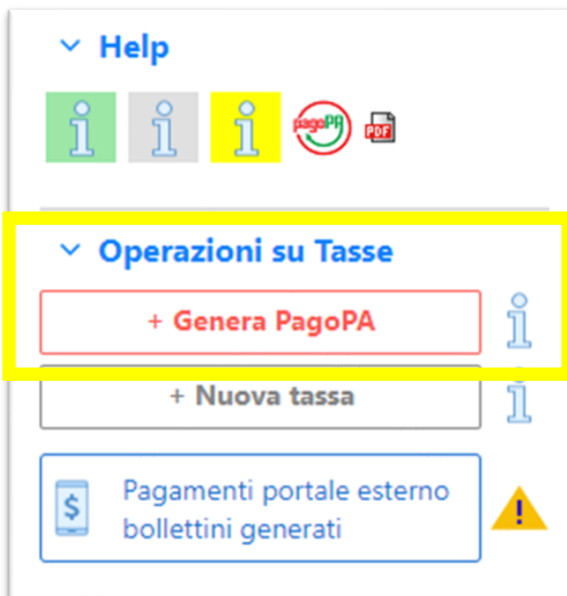 Help
pagoPA
PDF
Operazioni su Tasse
+ Genera PagoPA
+ Nuova tassa
Pagamenti portale esterno
bollettini generati